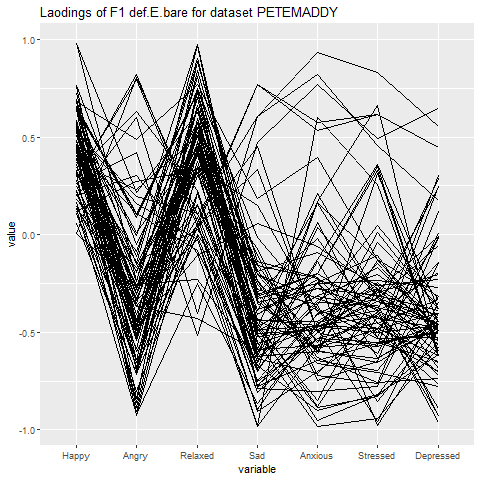 Laodings of F1 def.E.bare for dataset PETEMADDY
1.0
0.5
0.0
-0.5
-1.0
value
Happy Angry Relaxed Sad Anxious Stressed Depressed
variable